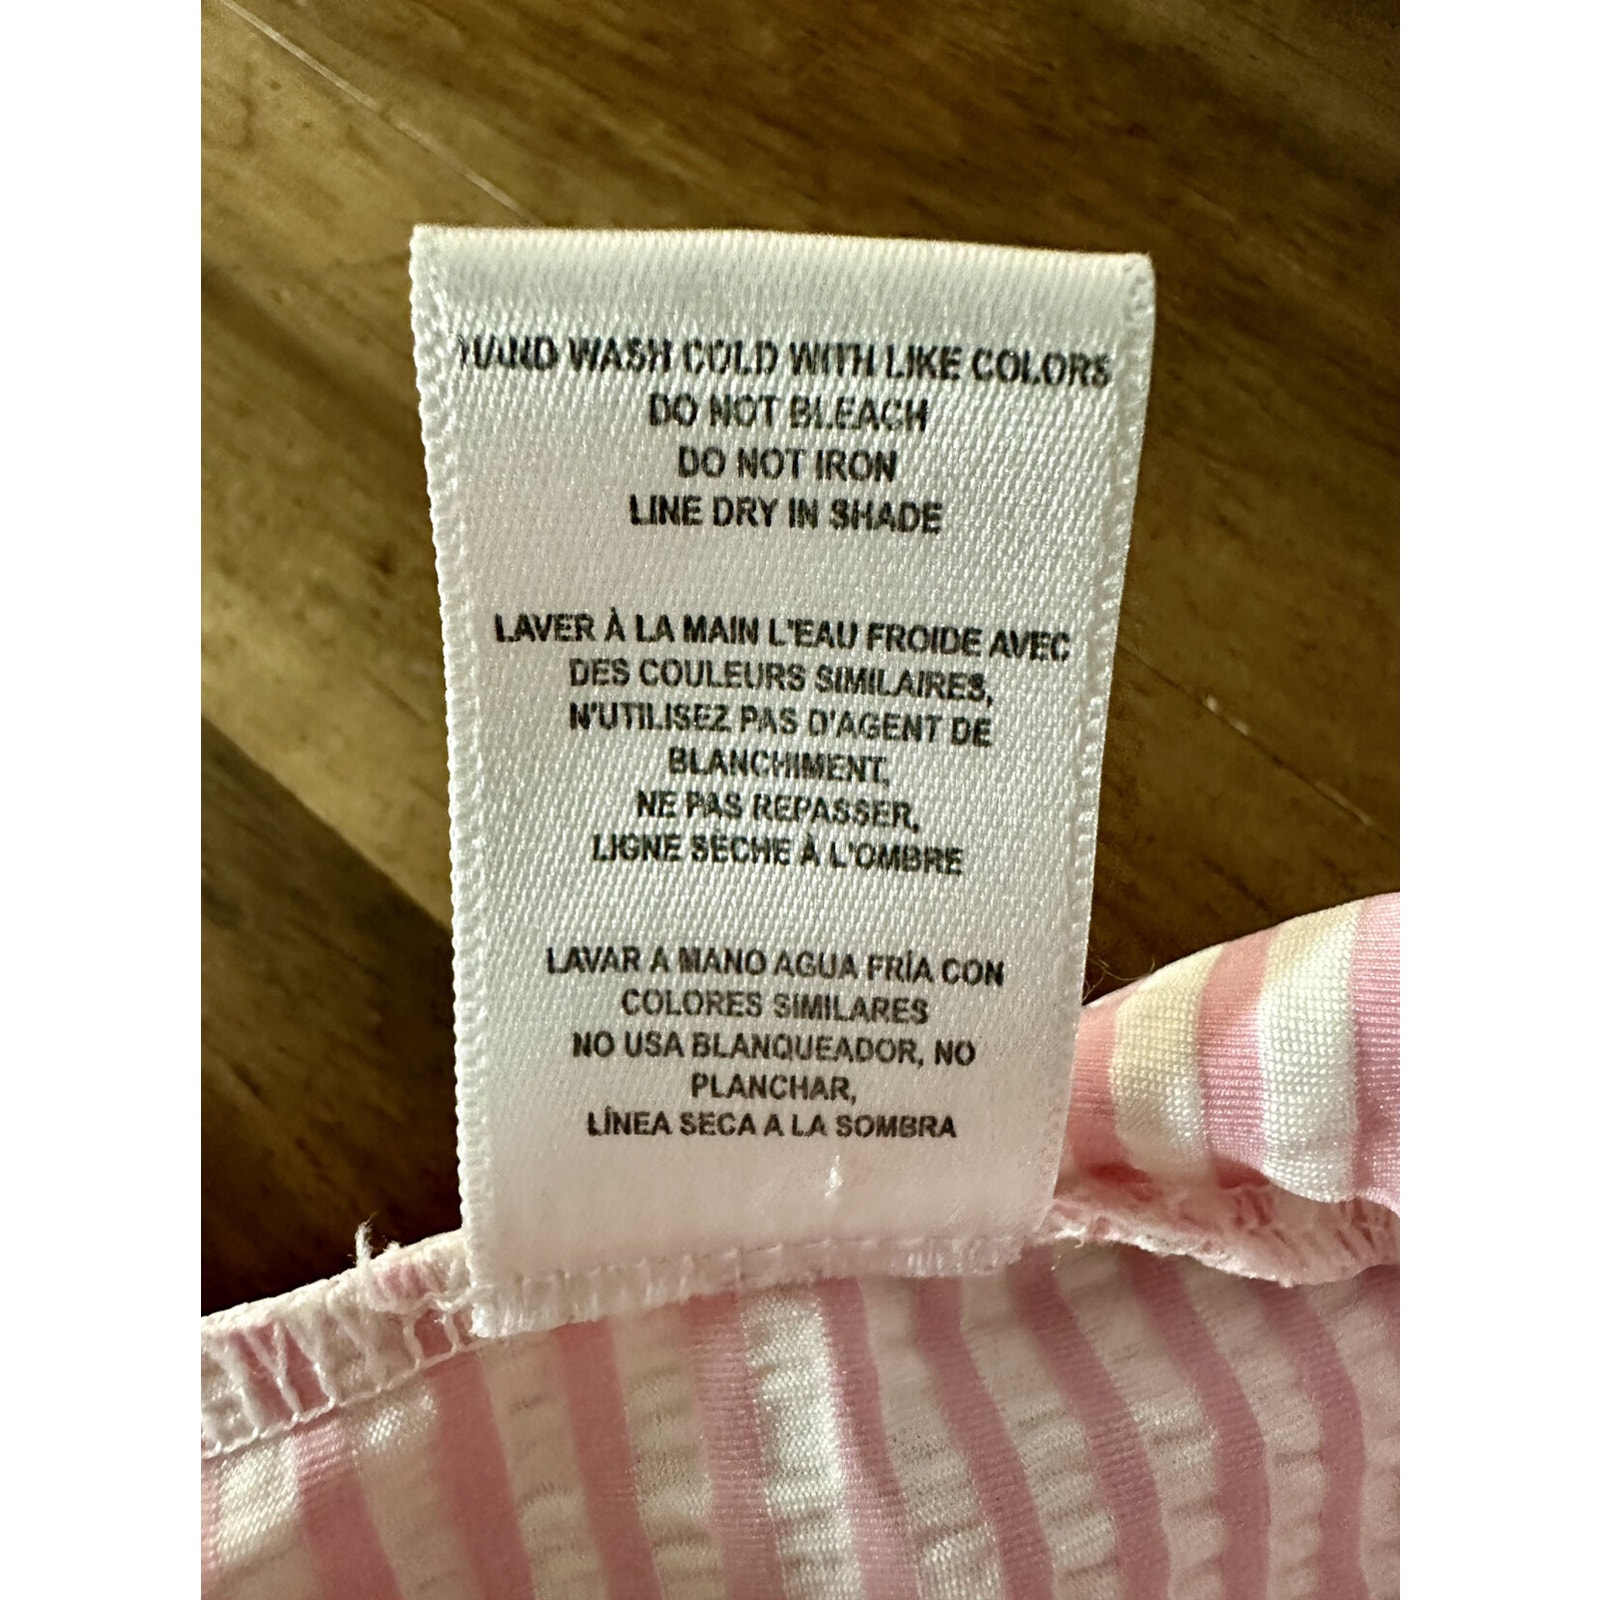 HAND WASH COLD WITH LIKE COLORS
DO NOT BLEACH
DO NOT IRON
LINE DRY IN SHADE
LAVER À LA MAIN L'EAU FROIDE AVEC
DES COULEURS SIMILAIRES,
N'UTILISEZ PAS D'AGENT DE
BLANCHIMENT,
NE PAS REPASSER,
LIGNE SECHE À L'OMBRE
LAVAR A MANO AGUA FRÍA CON
COLORES SIMILARES
NO USA BLANQUEADOR, NO
PLANCHAR,
LÍNEA SECA A LA SOMBRA